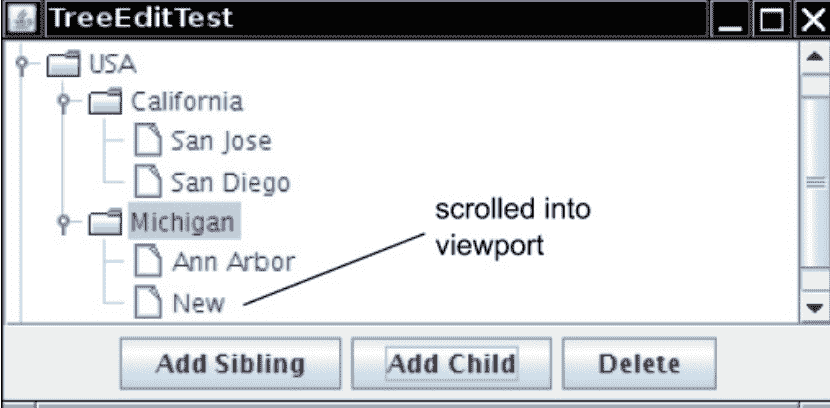 TreeEditTest
USA
California
San Jose
San Diego
Michigan
Ann Arbor
New
scrolled into
viewport
Add Sibling
Add Child
Delete